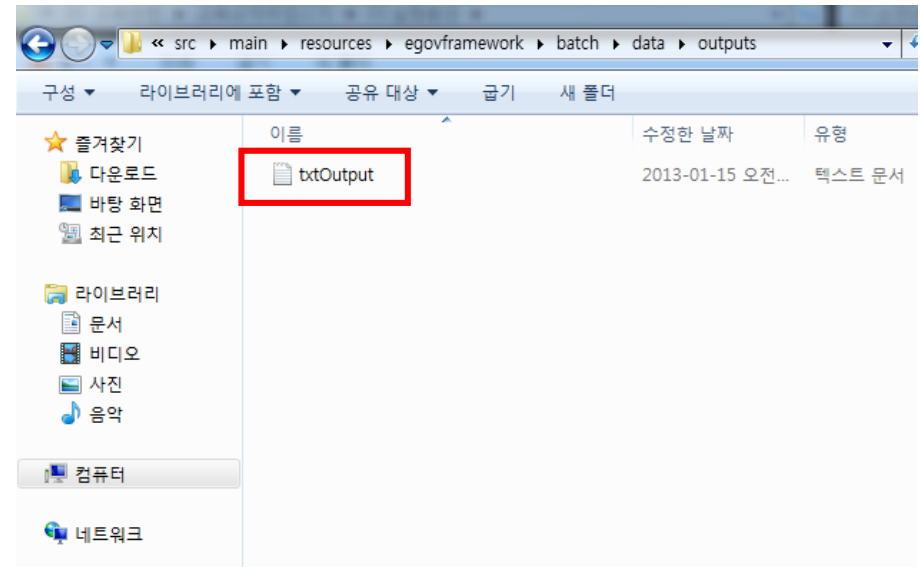 « src ▸ main ▸ resources ▸ egovframework ▸ batch ▸ data ▸ outputs
구성 라이브러리에 포함 공유 대상 굽기 새 폴더
이름 수정한 날짜 유형
txtOutput 2013-01-15 오전... 텍스트 문서
즐겨찾기
다운로드
바탕 화면
최근 위치
라이브러리
문서
비디오
사진
음악
컴퓨터
네트워크